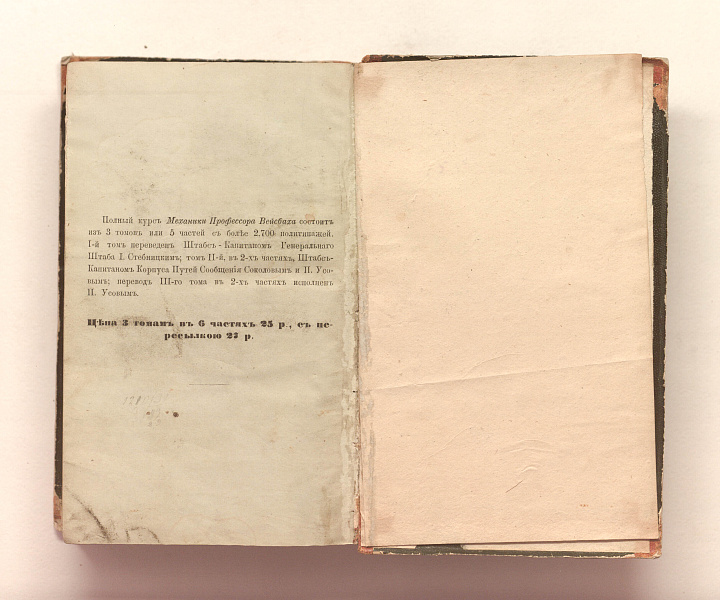 Полный курсъ Механики Профессора Вейсбаха состоитъ
изъ 3 томовъ или 5 частей съ болѣе 2.700 политипажей.
I-й томъ переведенъ Штабсъ-Капитаномъ Генеральнаго
Штаба I. Стебницкимъ; томъ II-й, въ 2-хъ частяхъ, Штабсъ-
Капитаномъ Корпуса Путей Сообщенія Соколовымъ и П. Усо-
вымъ; переводъ III-го тома въ 2-хъ частяхъ исполненъ
П. Усовымъ.
Цѣна 3 томамъ въ 6 частяхъ 25 р., съ пе-
ресылкою 27 р.